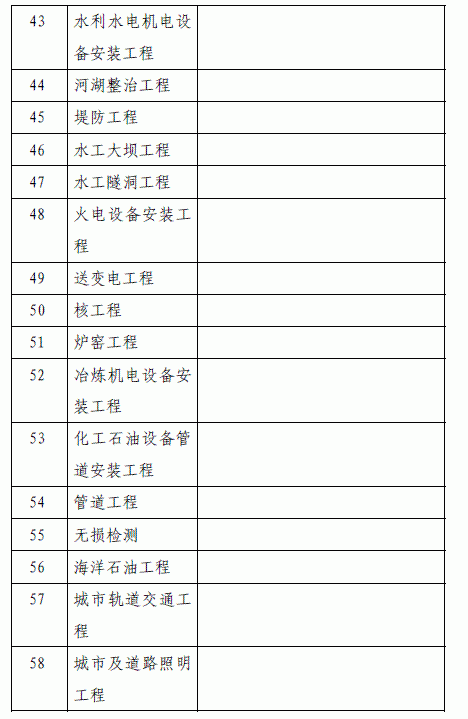 43 水利水电机电设
备安装工程
44 河湖整治工程
45 堤防工程
46 水工大坝工程
47 水工隧洞工程
48 火电设备安装工
程
49 送变电工程
50 核工程
51 炉窑工程
52 冶炼机电设备安
装工程
53 化工石油设备管
道安装工程
54 管道工程
55 无损检测
56 海洋石油工程
57 城市轨道交通工
程
58 城市及道路照明
工程